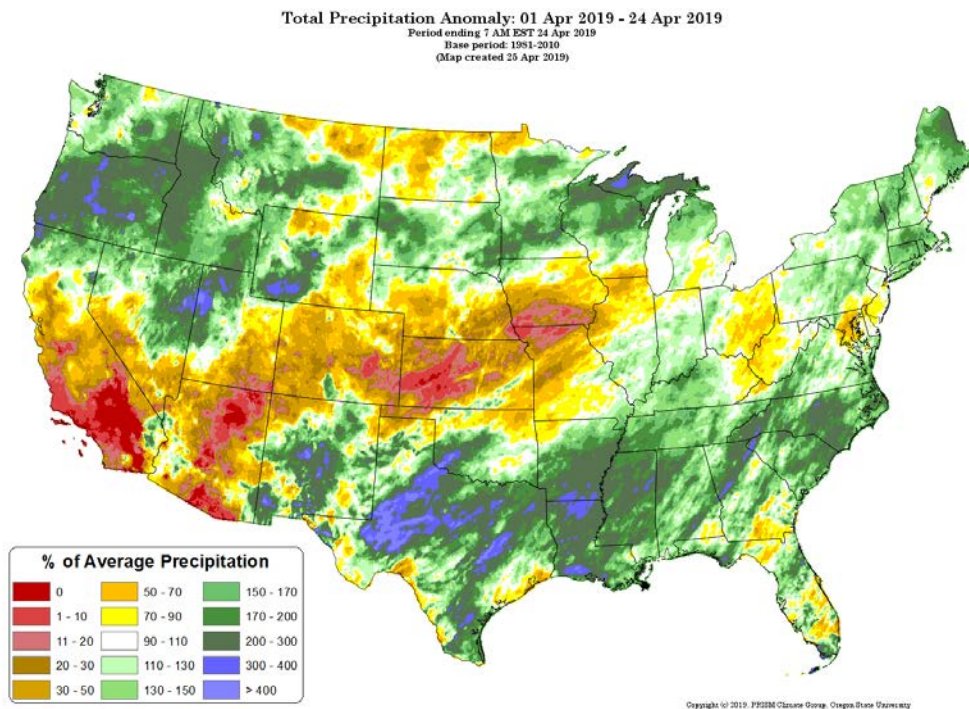 Total Precipitation Anomaly: 01 Apr 2019 - 24 Apr 2019
Period ending 7 AM EST 24 Apr 2019
Base period: 1981-2010
(Map created 25 Apr 2019)
% of Average Precipitation
0
1 - 10
11 - 20
20 - 30
30 - 50
50 - 70
70 - 90
90 - 110
110 - 130
130 - 150
150 - 170
170 - 200
200 - 300
300 - 400
> 400
Copyright (c) 2019, PRISM Climate Group, Oregon State University